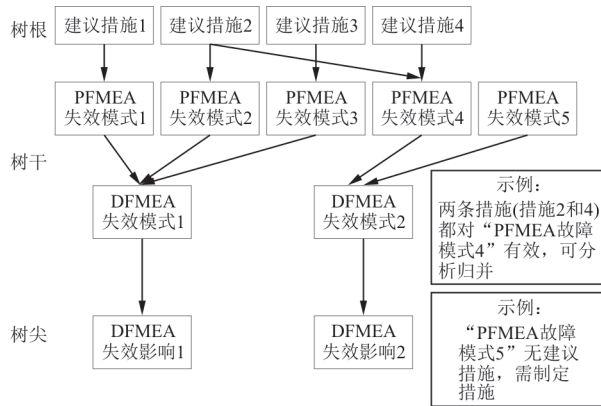 树根
建议措施1
建议措施2
建议措施3
建议措施4
PFMEA
失效模式1
PFMEA
失效模式2
PFMEA
失效模式3
PFMEA
失效模式4
PFMEA
失效模式5
树干
DFMEA
失效模式1
DFMEA
失效模式2
示例：
两条措施(措施2和4)
都对“PFMEA故障
模式4”有效，可分
析归并
树尖
DFMEA
失效影响1
DFMEA
失效影响2
示例：
“PFMEA故障
模式5”无建议
措施，需制定
措施